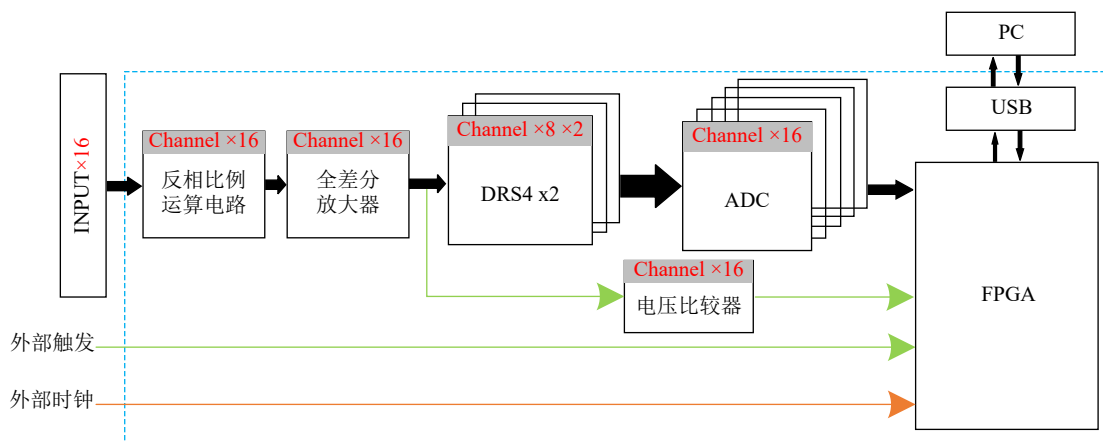 PC
USB
INPUT×16
Channel ×16
反相比例
运算电路
Channel ×16
全差分
放大器
Channel ×8 ×2
DRS4 x2
Channel ×16
ADC
Channel ×16
电压比较器
FPGA
外部触发
外部时钟